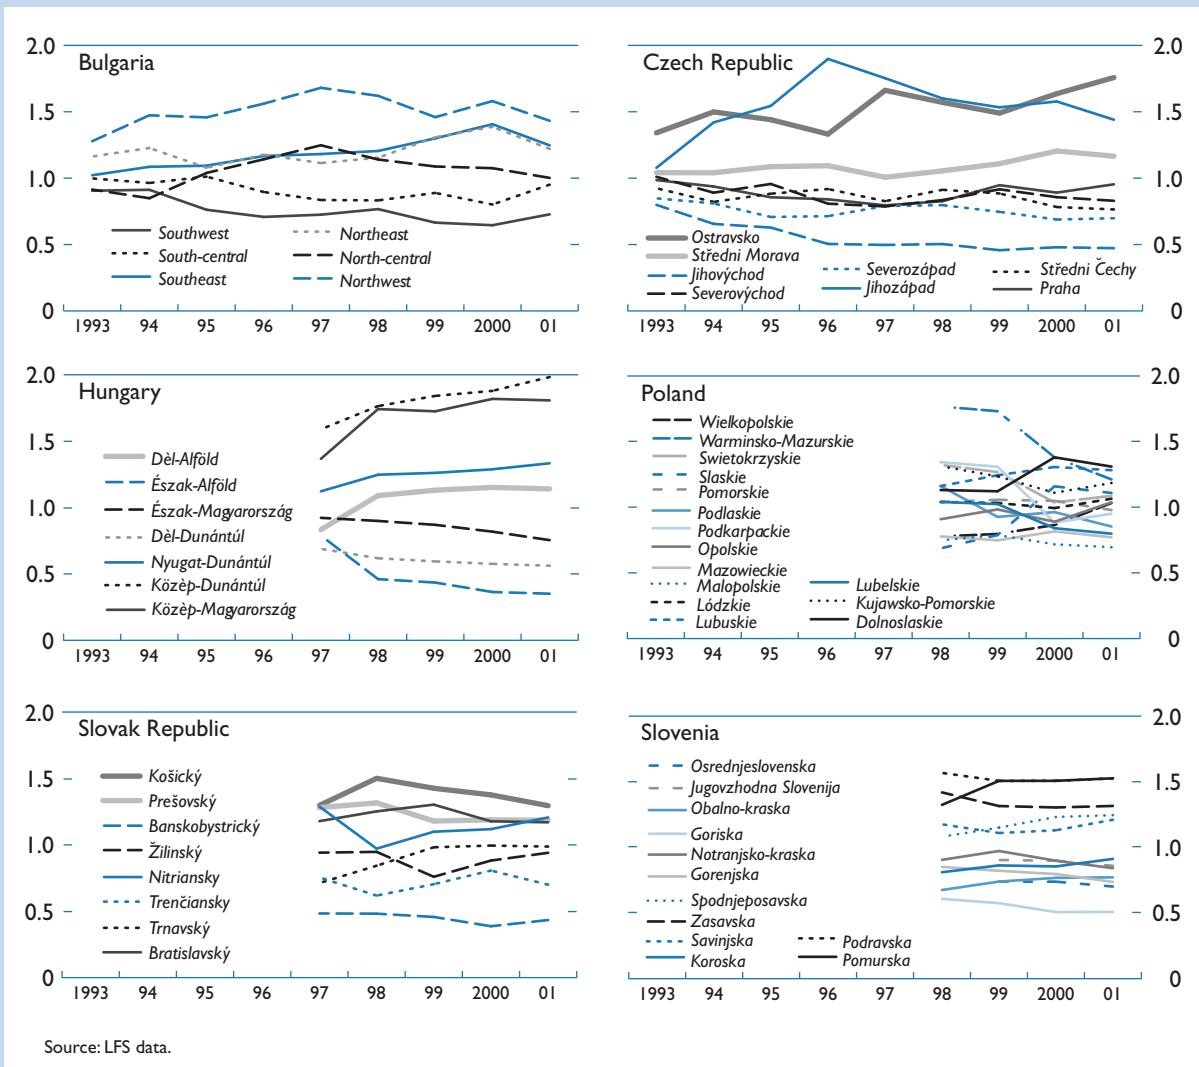 Bulgaria
2.0
1.5
1.0
0.5
0
Southwest
South-central
Southeast
Northeast
North-central
Northwest
1993 94 95 96 97 98 99 2000 01
Czech Republic
2.0
1.5
1.0
0.5
0
Ostravsko
Středni Morava
Jihovýchod
Severovýchod
Severozápad
Jihozápad
Středni Čechy
Praha
1993 94 95 96 97 98 99 2000 01
Hungary
2.0
1.5
1.0
0.5
0
Dèl-Alföld
Észak-Alföld
Észak-Magyarország
Dèl-Dunántúl
Nyugat-Dunántúl
Közèp-Dunántúl
Közèp-Magyarország
1993 94 95 96 97 98 99 2000 01
Poland
2.0
1.5
1.0
0.5
0
Wielkopolskie
Warminsko-Mazurskie
Swietokrzyskie
Slaskie
Pomorskie
Podlaskie
Podkarpackie
Opolskie
Mazowieckie
Malopolskie
Lódzkie
Lubuskie
Lubelskie
Kujawsko-Pomorskie
Dolnoslaskie
1993 94 95 96 97 98 99 2000 01
Slovak Republic
2.0
1.5
1.0
0.5
0
Košický
Prešovský
Banskobystrický
Žilinský
Nitriansky
Trenčiansky
Trnavský
Bratislavský
1993 94 95 96 97 98 99 2000 01
Slovenia
2.0
1.5
1.0
0.5
0
Osrednjeslovenska
Jugovzhodna Slovenija
Obalno-kraska
Goriska
Notranjsko-kraska
Gorenjska
Spodnjeposavska
Zasavska
Savinjska
Koroska
Podravska
Pomurska
1993 94 95 96 97 98 99 2000 01
Source: LFS data.